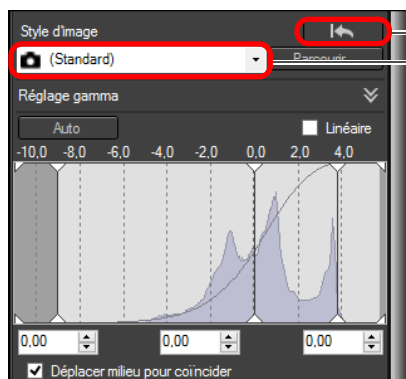 Style d'image
(Standard)
Parcourir
Réglage gamma
Auto
Linéaire
-10,0 -8,0 -6,0 -4,0 -2,0 0,0 2,0 4,0
0,00 0,00 0,00
Déplacer milieu pour coïncider